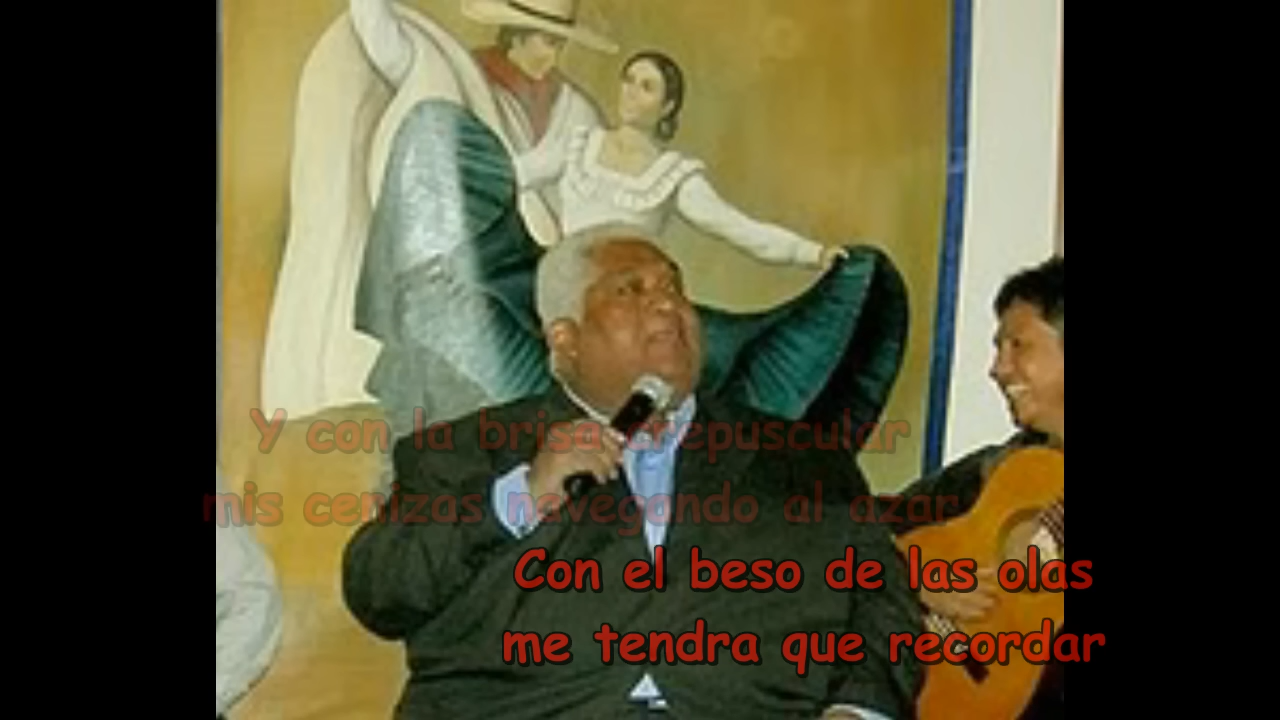 Y con la brisa crepuscular
mis cenizas navegando al azar
Con el beso de las olas
me tendra que recordar